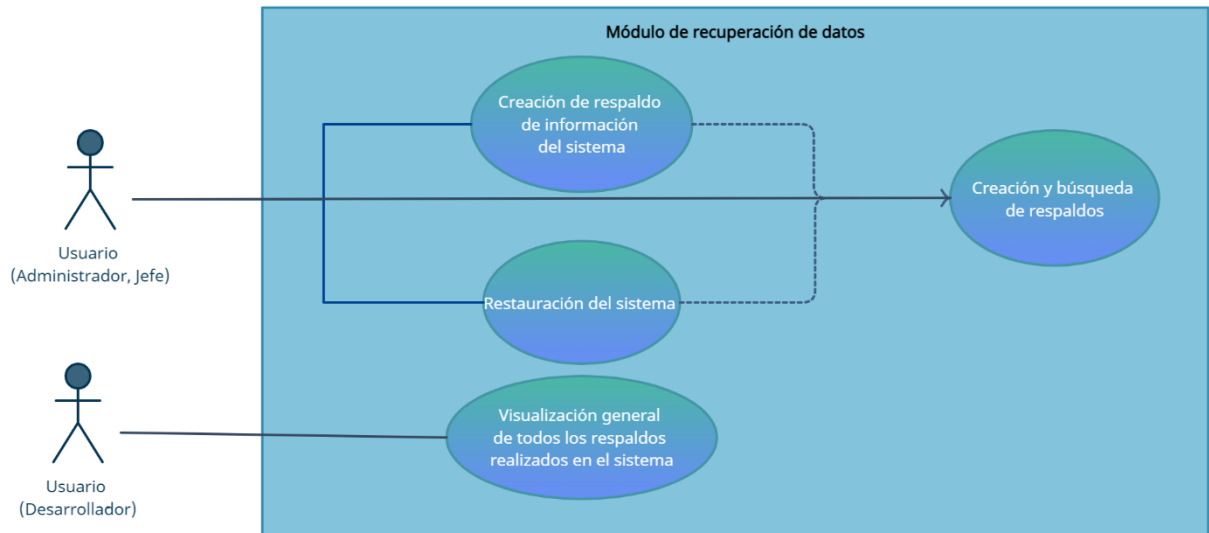 Módulo de recuperación de datos
Creación de respaldo
de información
del sistema
Creación y búsqueda
de respaldos
Usuario
(Administrador, Jefe)
Restauración del sistema
Visualización general
de todos los respaldos
realizados en el sistema
Usuario
(Desarrollador)